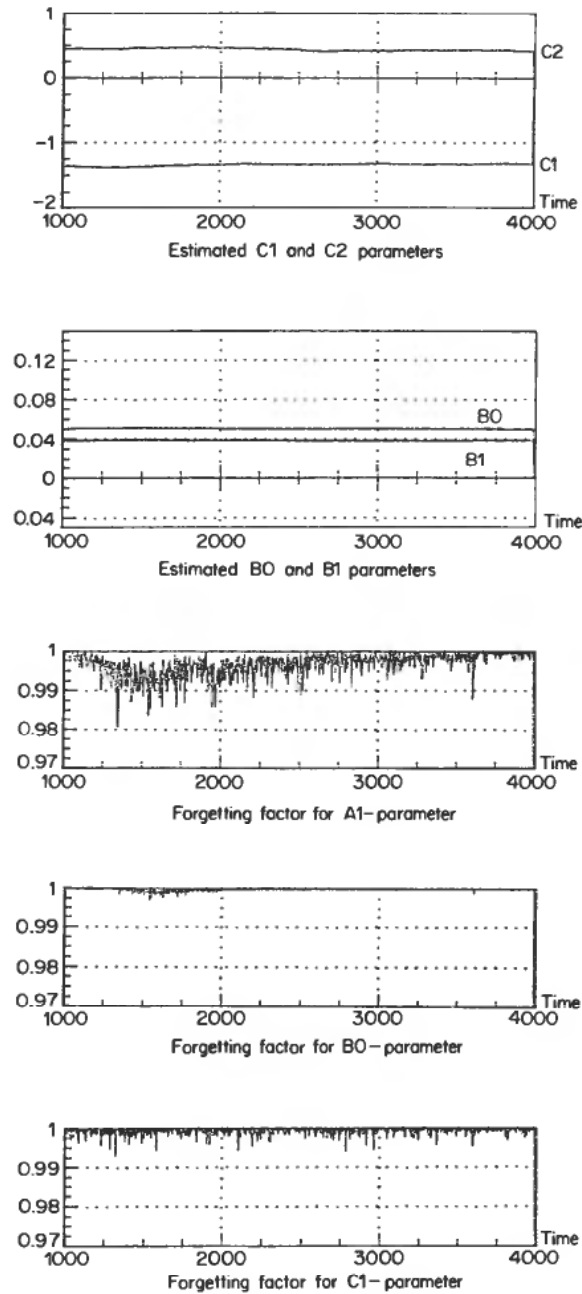 1
C2
0
-1
C1
-2
Time
1000 2000 3000 4000
Estimated C1 and C2 parameters
0.12
0.08
B0
0.04
B1
0
0.04
Time
1000 2000 3000 4000
Estimated B0 and B1 parameters
1
0.99
0.98
0.97
Time
1000 2000 3000 4000
Forgetting factor for A1-parameter
1
0.99
0.98
0.97
Time
1000 2000 3000 4000
Forgetting factor for B0-parameter
1
0.99
0.98
0.97
Time
1000 2000 3000 4000
Forgetting factor for C1-parameter